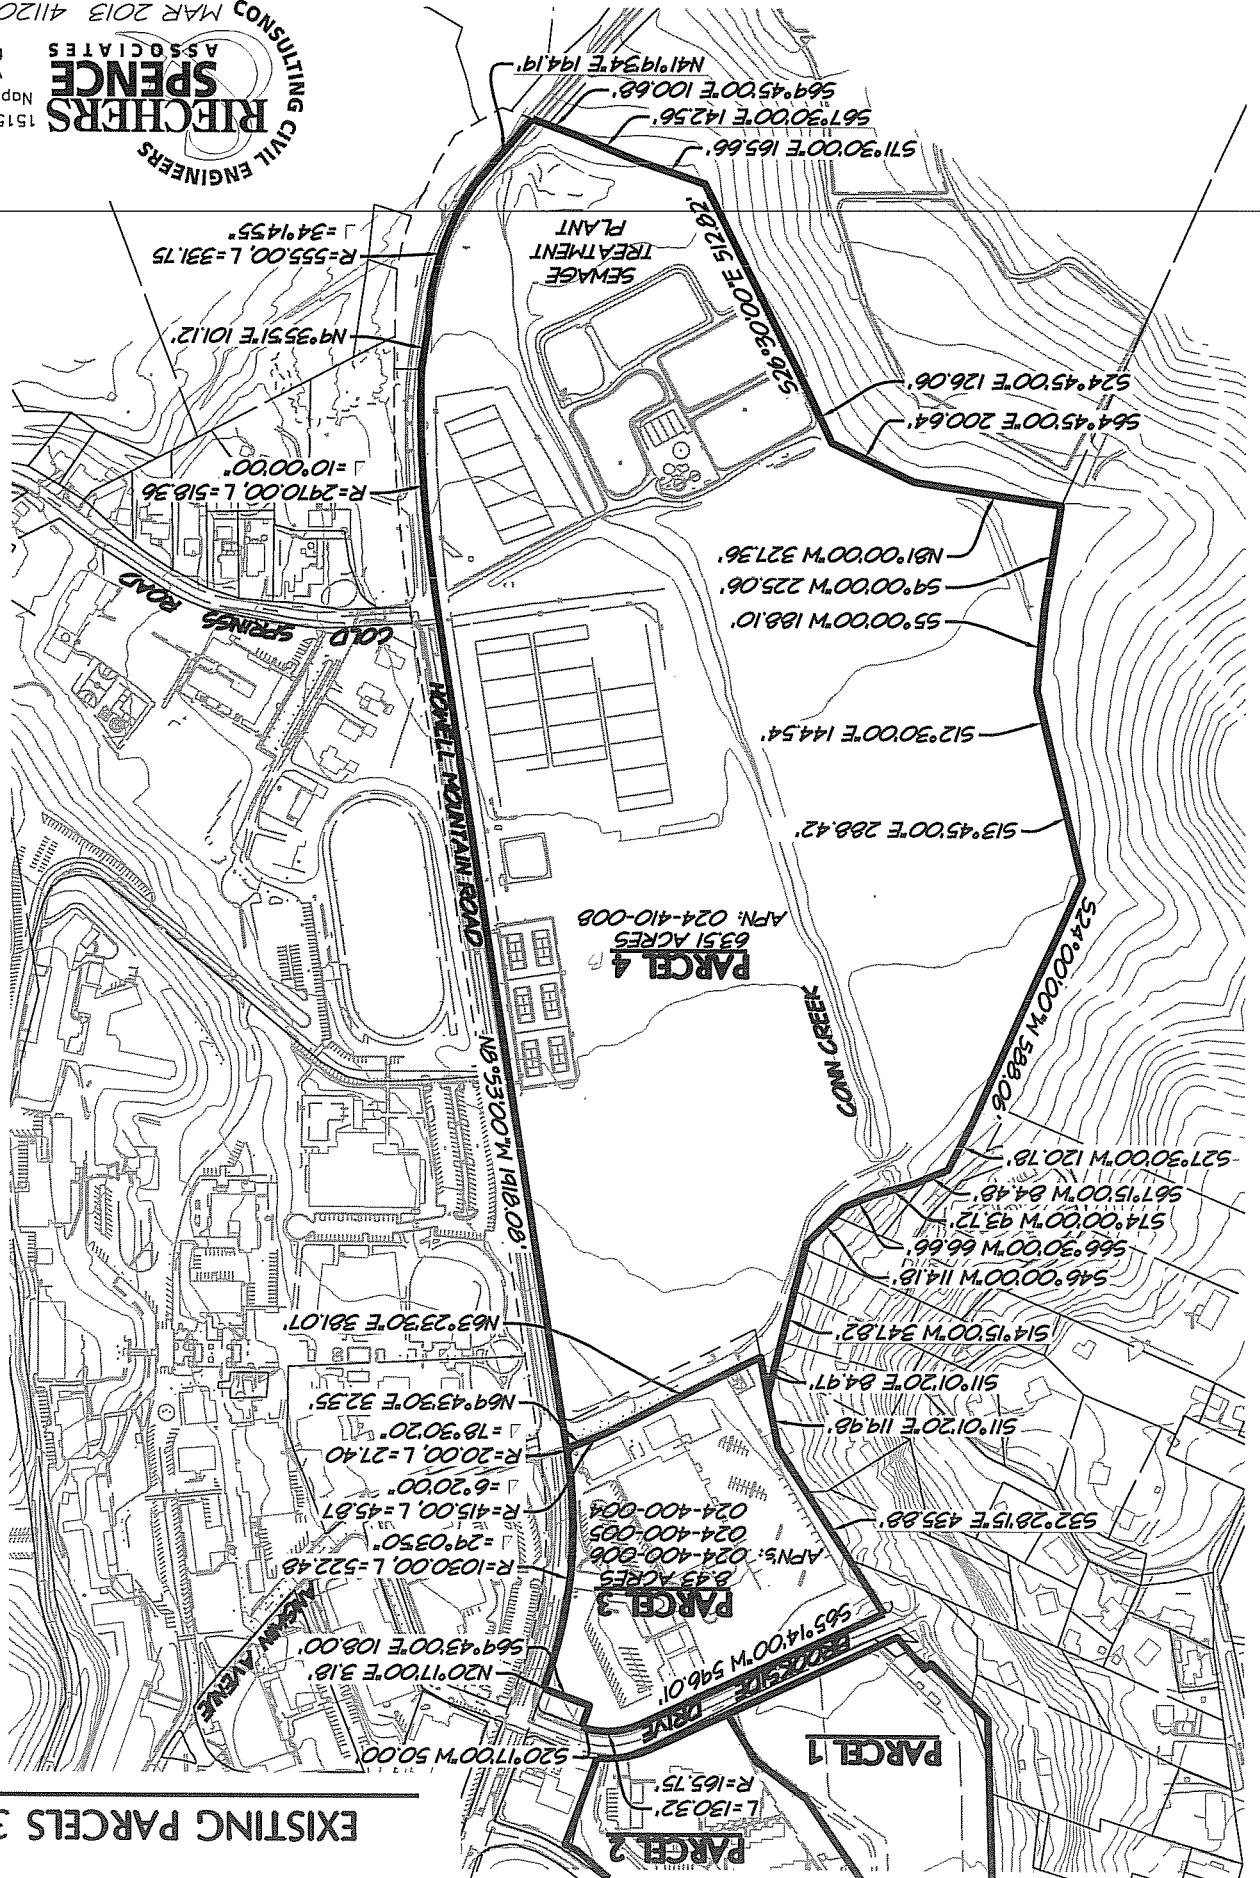 EXISTING PARCELS 3
PARCEL 2
L=130.32'
R=165.75'
PARCEL 1
BROOKSIDE DRIVE
S65°14'00"W 596.01'
S20°17'00"W 50.00'
N20°17'00"E 3.18'
S69°43'00"E 108.00'
ANGWIN AVENUE
PARCEL 3
8.43 ACRES
APN'S: 024-400-006
024-400-005
024-400-004
R=1030.00, L=522.48
=29°03'50"
R=415.00, L=45.87
=6°20'00"
R=20.00, L=27.40
=78°30'20"
N69°43'30"E 32.35'
N63°23'30"E 381.07'
S32°28'15"E 435.88'
S11°01'20"E 119.98'
S11°01'20"E 84.97'
S14°15'00"W 347.82'
S46°00'00"W 114.18'
S66°30'00"W 66.66'
S74°00'00"W 93.72'
S67°15'00"W 84.48'
S27°30'00"W 120.78'
S24°00'00"W 588.06'
CONN CREEK
N8°53'00"W 1918.08'
HOWELL MOUNTAIN ROAD
PARCEL 4
63.51 ACRES
APN: 024-410-008
S13°45'00"E 288.42'
S12°30'00"E 144.54'
S5°00'00"W 188.10'
S9°00'00"W 225.06'
N81°00'00"W 327.36'
COLD SPRINGS ROAD
R=2970.00, L=518.36
=10°00'00"
S64°45'00"E 200.64'
S24°45'00"E 126.06'
S26°30'00"E 512.82'
N9°35'51"E 101.12'
SEWAGE
TREATMENT
PLANT
R=555.00, L=331.75
=34°14'55"
S71°30'00"E 165.66'
S67°30'00"E 142.56'
S69°45'00"E 100.68'
N41°19'34"E 194.19'
CONSULTING CIVIL ENGINEERS
RIECHERS
SPENCE
ASSOCIATES
1515
Nap
MAR 2013 41120